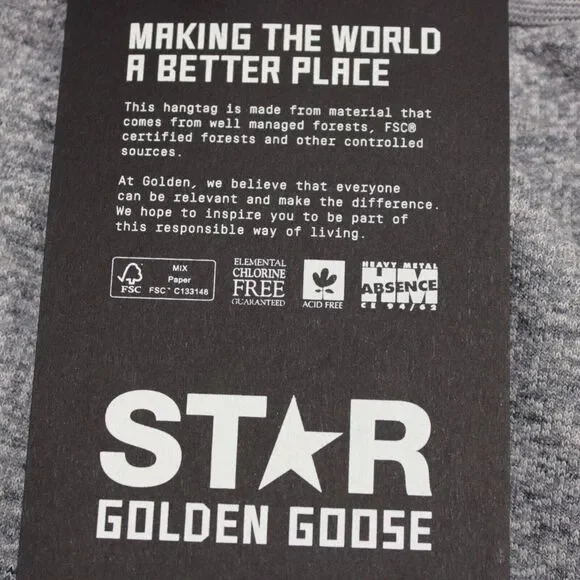 MAKING THE WORLD
A BETTER PLACE
This hangtag is made from material that
comes from well managed forests, FSC®
certified forests and other controlled
sources.
At Golden, we believe that everyone
can be relevant and make the difference.
We hope to inspire you to be part of
this responsible way of living.
FSC
MIX
Paper
FSC™ C133146
ELEMENTAL
CHLORINE
FREE
GUARANTEED
ACID FREE
HEAVY METAL
HM
ABSENCE
CE 94/62
STAR
GOLDEN GOOSE